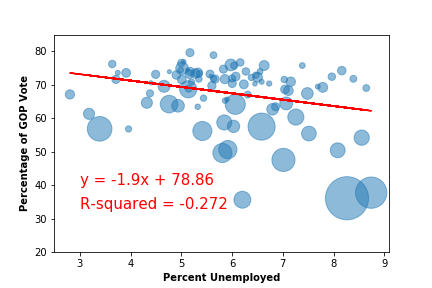 80
70
60
50
40
30
20
Percentage of GOP Vote
y = -1.9x + 78.86
R-squared = -0.272
3 4 5 6 7 8 9
Percent Unemployed